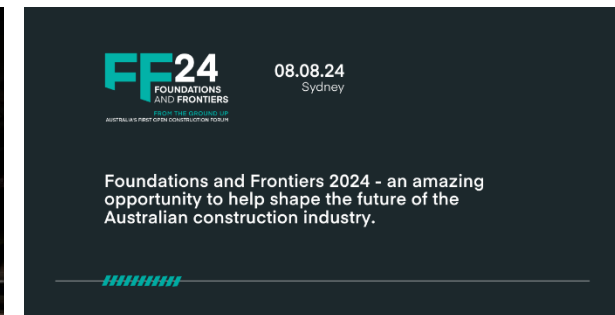 FF24
FOUNDATIONS
AND FRONTIERS
FROM THE GROUND UP
AUSTRALIA'S FIRST OPEN CONSTRUCTION FORUM
08.08.24
Sydney
Foundations and Frontiers 2024 - an amazing
opportunity to help shape the future of the
Australian construction industry.